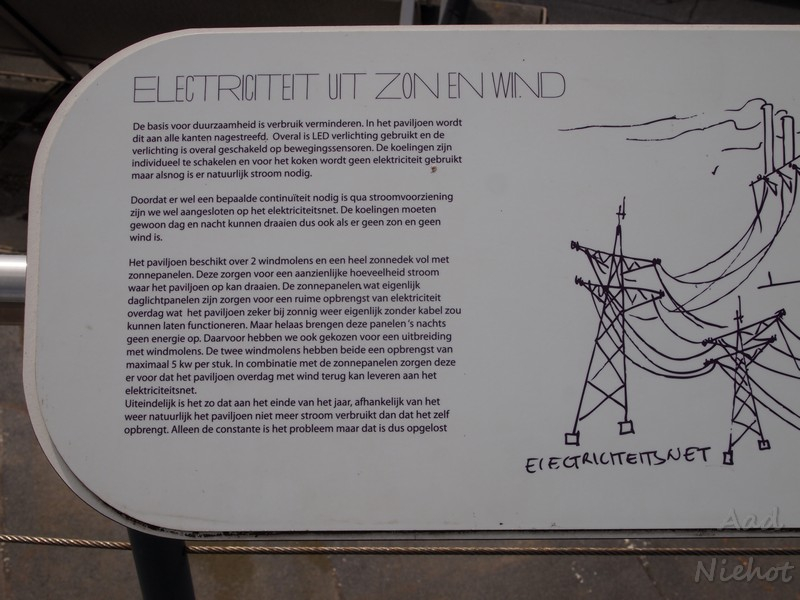 ELECTRICITEIT UIT ZON EN WIND
De basis voor duurzaamheid is verbruik verminderen. In het paviljoen wordt
dit aan alle kanten nagestreefd. Overal is LED verlichting gebruikt en de
verlichting is overal geschakeld op bewegingssensoren. De koelingen zijn
individueel te schakelen en voor het koken wordt geen elektriciteit gebruikt
maar alsnog is er natuurlijk stroom nodig.
Doordat er wel een bepaalde continuïteit nodig is qua stroomvoorziening
zijn we wel aangesloten op het elektriciteitsnet. De koelingen moeten
gewoon dag en nacht kunnen draaien dus ook als er geen zon en geen
wind is.
Het paviljoen beschikt over 2 windmolens en een heel zonnedek vol met
zonnepanelen. Deze zorgen voor een aanzienlijke hoeveelheid stroom
waar het paviljoen op kan draaien. De zonnepanelen, wat eigenlijk
daglichtpanelen zijn zorgen voor een ruime opbrengst van elektriciteit
overdag wat het paviljoen zeker bij zonnig weer eigenlijk zonder kabel zou
kunnen laten functioneren. Maar helaas brengen deze panelen 's nachts
geen energie op. Daarvoor hebben we ook gekozen voor een uitbreiding
met windmolens. De twee windmolens hebben beide een opbrengst van
maximaal 5 kw per stuk. In combinatie met de zonnepanelen zorgen deze
er voor dat het paviljoen overdag met wind terug kan leveren aan het
elektriciteitsnet.
Uiteindelijk is het zo dat aan het einde van het jaar, afhankelijk van het
weer natuurlijk het paviljoen niet meer stroom verbruikt dan dat het zelf
opbrengt. Alleen de constante is het probleem maar dat is dus opgelost
ELECTRICITEITSNET
Aad
Niehot